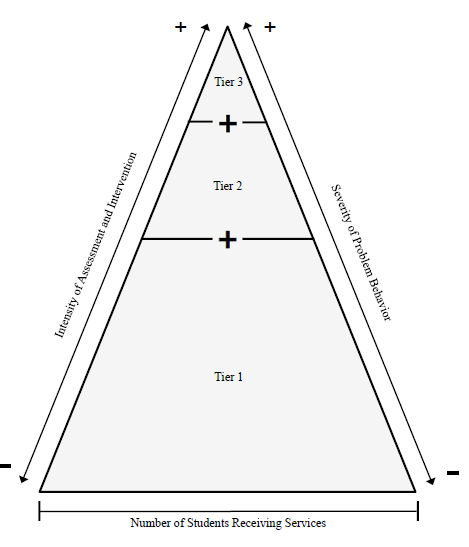 + +
Tier 3
+
Tier 2
+
Intensity of Assessment and Intervention
Severity of Problem Behavior
Tier 1
- -
Number of Students Receiving Services